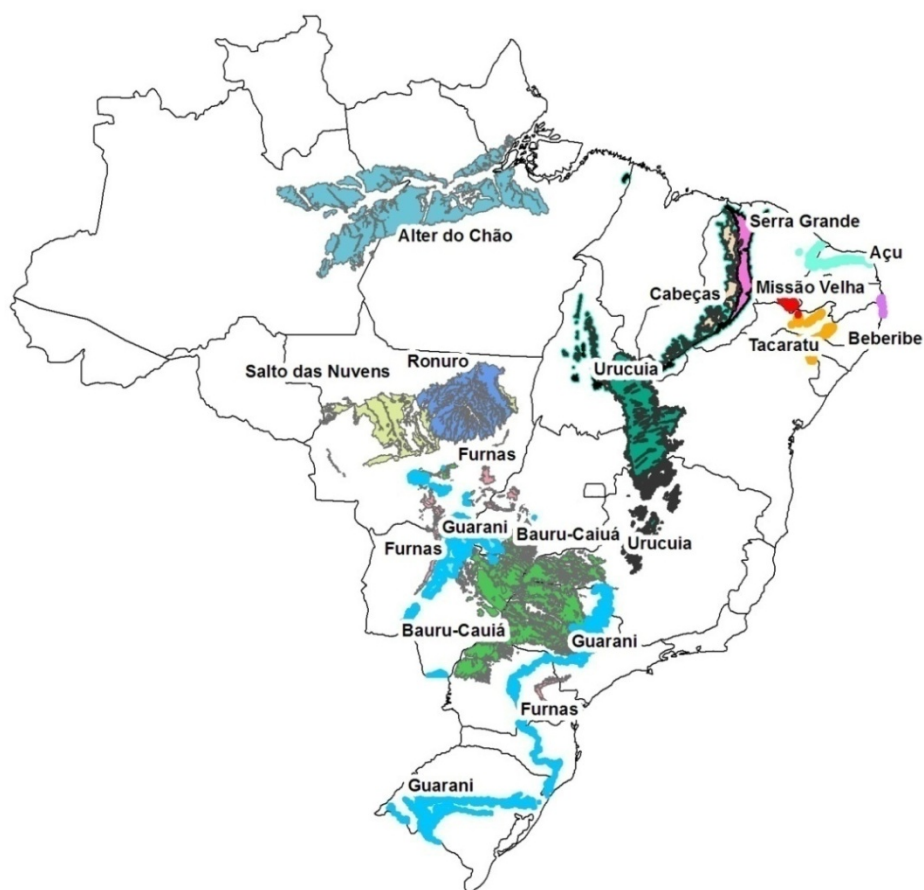 Serra Grande
Alter do Chão
Açu
Missão Velha
Cabeças
Beberibe
Tacaratu
Urucuia
Ronuro
Salto das Nuvens
Furnas
Guarani
Bauru-Caiuá
Furnas
Urucuia
Bauru-Cauiá
Guarani
Furnas
Guarani